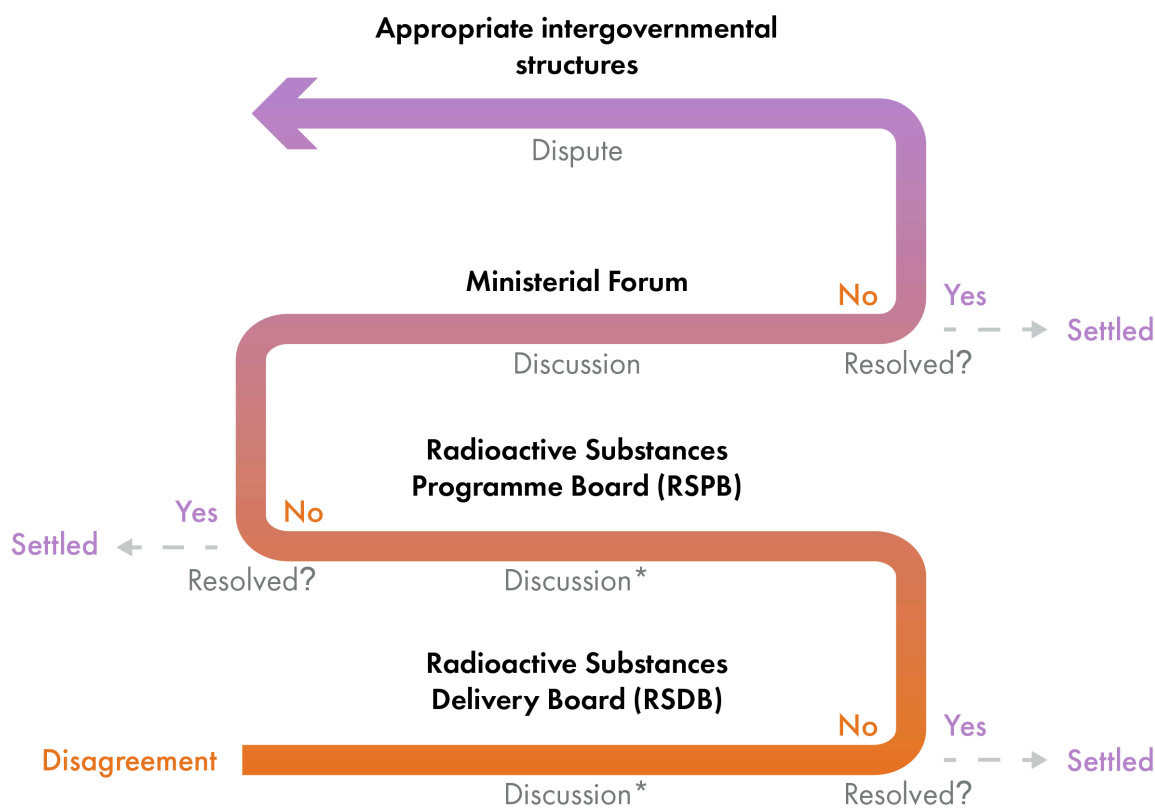 Appropriate intergovernmental
structures
Dispute
Ministerial Forum
No
Yes
Settled
Discussion
Resolved?
Radioactive Substances
Programme Board (RSPB)
Yes
No
Settled
Resolved?
Discussion*
Radioactive Substances
Delivery Board (RSDB)
No
Yes
Disagreement
Settled
Discussion*
Resolved?